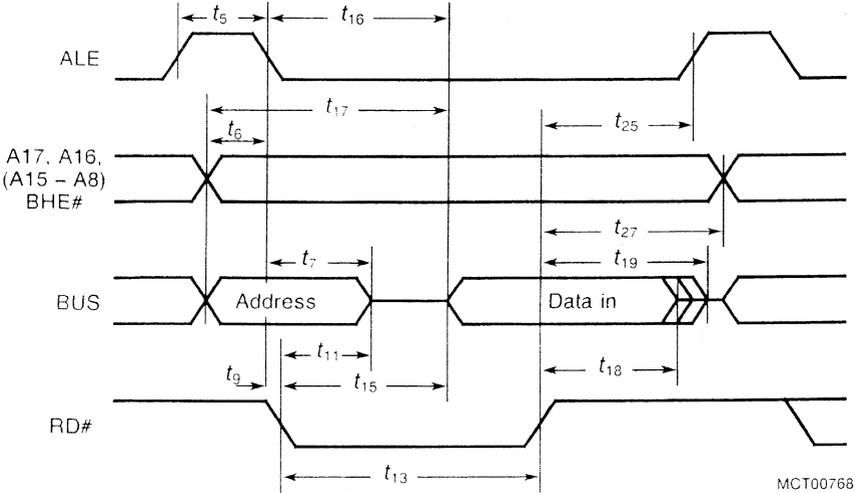 t5
t16
ALE
t17
t6
t25
A17, A16,
(A15 – A8)
BHE#
t27
t7
t19
BUS
Address
Data in
t11
t18
t9
t15
RD#
t13
MCT00768